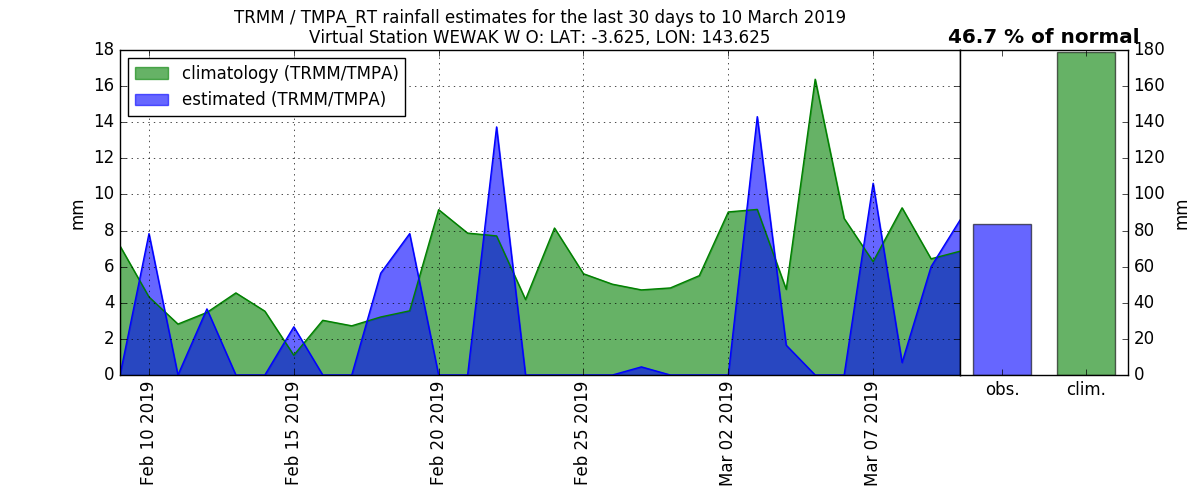 TRMM / TMPA_RT rainfall estimates for the last 30 days to 10 March 2019
Virtual Station WEWAK W O: LAT: -3.625, LON: 143.625
46.7 % of normal
climatology (TRMM/TMPA)
estimated (TRMM/TMPA)
mm
18
16
14
12
10
8
6
4
2
0
Feb 10 2019
Feb 15 2019
Feb 20 2019
Feb 25 2019
Mar 02 2019
Mar 07 2019
obs.
clim.
180
160
140
120
100
80
60
40
20
0
mm